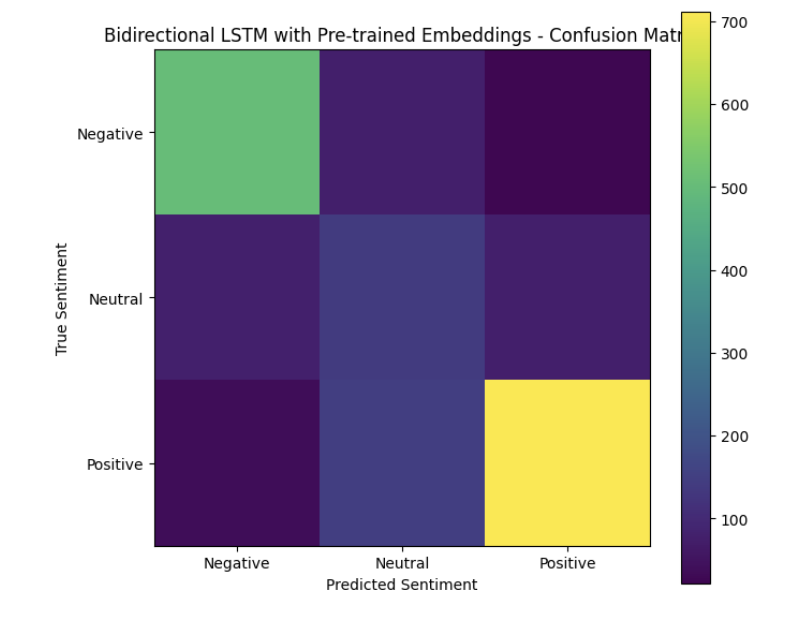 Bidirectional LSTM with Pre-trained Embeddings - Confusion Matr
700
600
500
400
300
200
100
Negative
Neutral
Positive
True Sentiment
Negative Neutral Positive
Predicted Sentiment